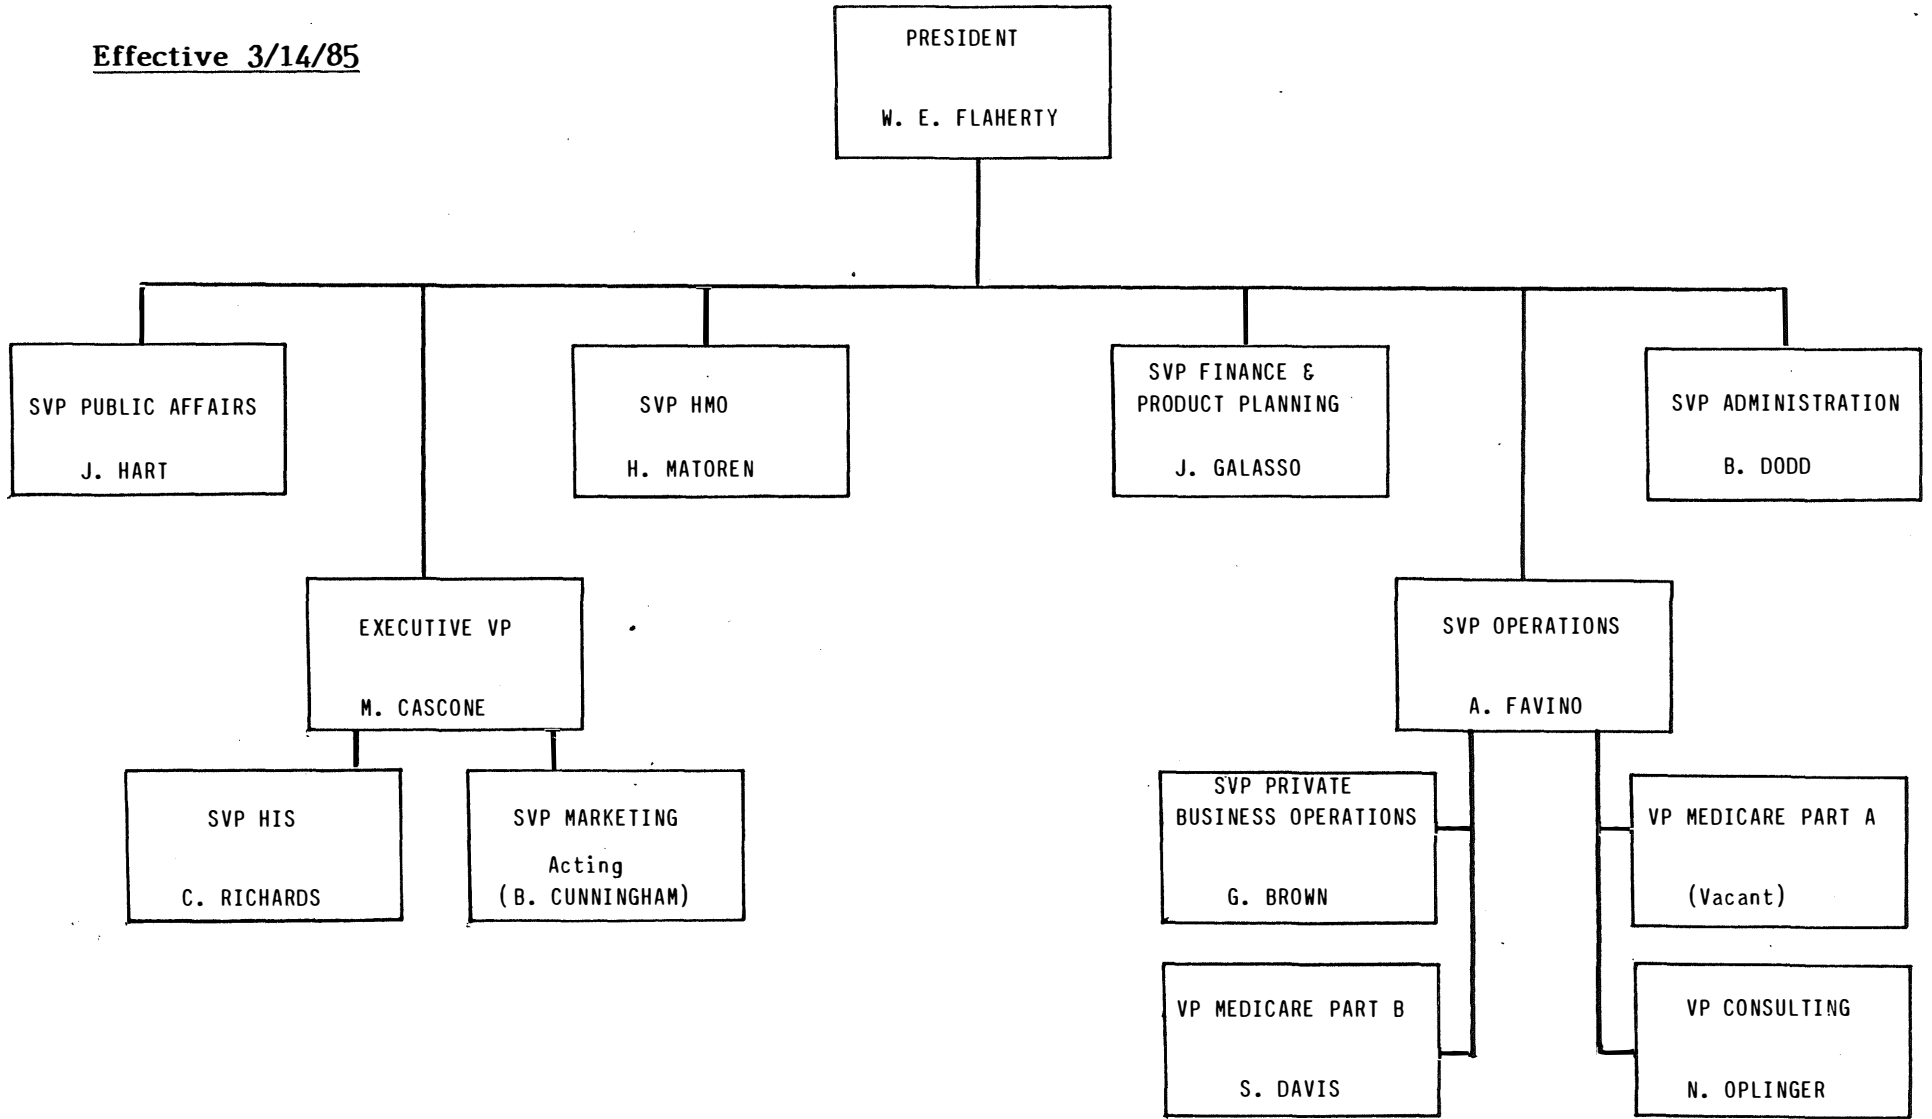 Effective 3/14/85
PRESIDENT
W. E. FLAHERTY
SVP PUBLIC AFFAIRS
J. HART
SVP HMO
H. MATOREN
SVP FINANCE &
PRODUCT PLANNING
J. GALASSO
SVP ADMINISTRATION
B. DODD
EXECUTIVE VP
M. CASCONE
SVP OPERATIONS
A. FAVINO
SVP HIS
C. RICHARDS
SVP MARKETING
Acting
(B. CUNNINGHAM)
SVP PRIVATE
BUSINESS OPERATIONS
G. BROWN
VP MEDICARE PART A
(Vacant)
VP MEDICARE PART B
S. DAVIS
VP CONSULTING
N. OPLINGER